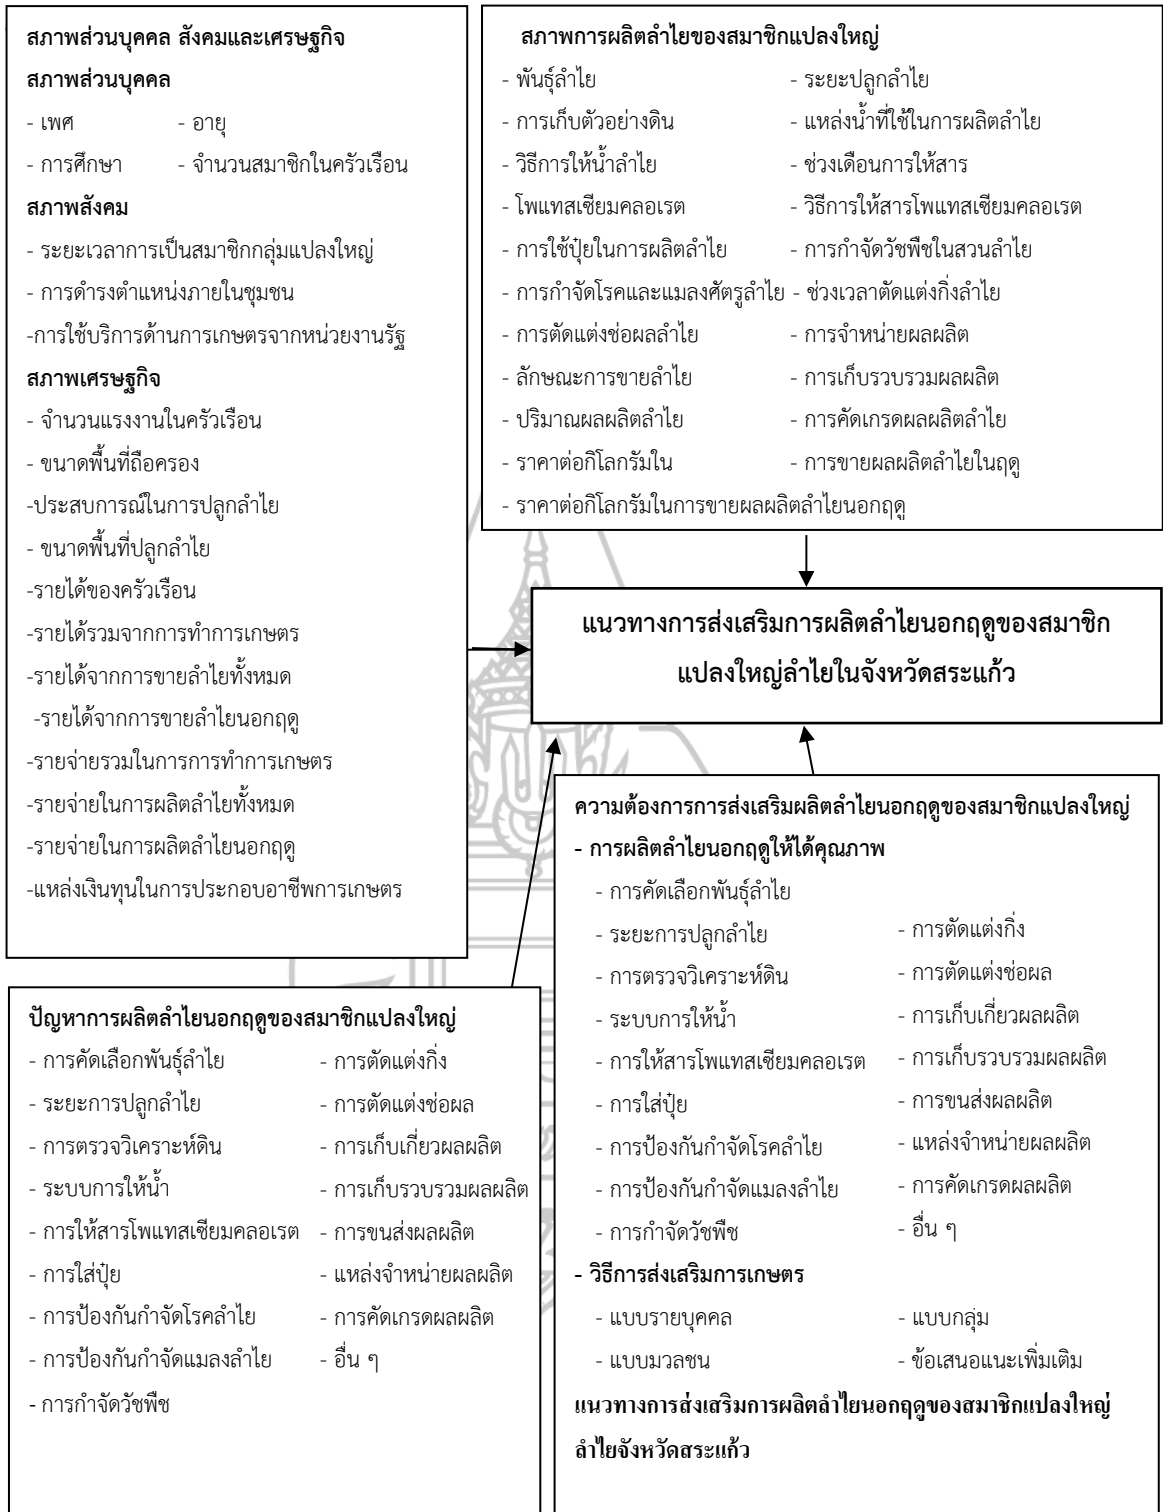 สภาพส่วนบุคคล สังคมและเศรษฐกิจ
สภาพส่วนบุคคล
- เพศ - อายุ
- การศึกษา - จำนวนสมาชิกในครัวเรือน
สภาพสังคม
- ระยะเวลาการเป็นสมาชิกกลุ่มแปลงใหญ่
- การดำรงตำแหน่งภายในชุมชน
-การใช้บริการด้านการเกษตรจากหน่วยงานรัฐ
สภาพเศรษฐกิจ
- จำนวนแรงงานในครัวเรือน
- ขนาดพื้นที่ถือครอง
-ประสบการณ์ในการปลูกลำไย
- ขนาดพื้นที่ปลูกลำไย
-รายได้ของครัวเรือน
-รายได้รวมจากการทำการเกษตร
-รายได้จากการขายลำไยทั้งหมด
-รายได้จากการขายลำไยนอกฤดู
-รายจ่ายรวมในการการทำการเกษตร
-รายจ่ายในการผลิตลำไยทั้งหมด
-รายจ่ายในการผลิตลำไยนอกฤดู
-แหล่งเงินทุนในการประกอบอาชีพการเกษตร
สภาพการผลิตลำไยของสมาชิกแปลงใหญ่
- พันธุ์ลำไย - ระยะปลูกลำไย
- การเก็บตัวอย่างดิน - แหล่งน้ำที่ใช้ในการผลิตลำไย
- วิธีการให้น้ำลำไย - ช่วงเดือนการให้สาร
- โพแทสเซียมคลอเรต - วิธีการให้สารโพแทสเซียมคลอเรต
- การใช้ปุ๋ยในการผลิตลำไย - การกำจัดวัชพืชในสวนลำไย
- การกำจัดโรคและแมลงศัตรูลำไย - ช่วงเวลาตัดแต่งกิ่งลำไย
- การตัดแต่งช่อผลลำไย - การจำหน่ายผลผลิต
- ลักษณะการขายลำไย - การเก็บรวบรวมผลผลิต
- ปริมาณผลผลิตลำไย - การคัดเกรดผลผลิตลำไย
- ราคาต่อกิโลกรัมใน - การขายผลผลิตลำไยในฤดู
- ราคาต่อกิโลกรัมในการขายผลผลิตลำไยนอกฤดู
แนวทางการส่งเสริมการผลิตลำไยนอกฤดูของสมาชิก
แปลงใหญ่ลำไยในจังหวัดสระแก้ว
ปัญหาการผลิตลำไยนอกฤดูของสมาชิกแปลงใหญ่
- การคัดเลือกพันธุ์ลำไย - การตัดแต่งกิ่ง
- ระยะการปลูกลำไย - การตัดแต่งช่อผล
- การตรวจวิเคราะห์ดิน - การเก็บเกี่ยวผลผลิต
- ระบบการให้น้ำ - การเก็บรวบรวมผลผลิต
- การให้สารโพแทสเซียมคลอเรต - การขนส่งผลผลิต
- การใส่ปุ๋ย - แหล่งจำหน่ายผลผลิต
- การป้องกันกำจัดโรคลำไย - การคัดเกรดผลผลิต
- การป้องกันกำจัดแมลงลำไย - อื่น ๆ
- การกำจัดวัชพืช
ความต้องการการส่งเสริมผลิตลำไยนอกฤดูของสมาชิกแปลงใหญ่
- การผลิตลำไยนอกฤดูให้ได้คุณภาพ
- การคัดเลือกพันธุ์ลำไย
- ระยะการปลูกลำไย - การตัดแต่งกิ่ง
- การตรวจวิเคราะห์ดิน - การตัดแต่งช่อผล
- ระบบการให้น้ำ - การเก็บเกี่ยวผลผลิต
- การให้สารโพแทสเซียมคลอเรต - การเก็บรวบรวมผลผลิต
- การใส่ปุ๋ย - การขนส่งผลผลิต
- การป้องกันกำจัดโรคลำไย - แหล่งจำหน่ายผลผลิต
- การป้องกันกำจัดแมลงลำไย - การคัดเกรดผลผลิต
- การกำจัดวัชพืช - อื่น ๆ
- วิธีการส่งเสริมการเกษตร
- แบบรายบุคคล - แบบกลุ่ม
- แบบมวลชน - ข้อเสนอแนะเพิ่มเติม
แนวทางการส่งเสริมการผลิตลำไยนอกฤดูของสมาชิกแปลงใหญ่
ลำไยจังหวัดสระแก้ว